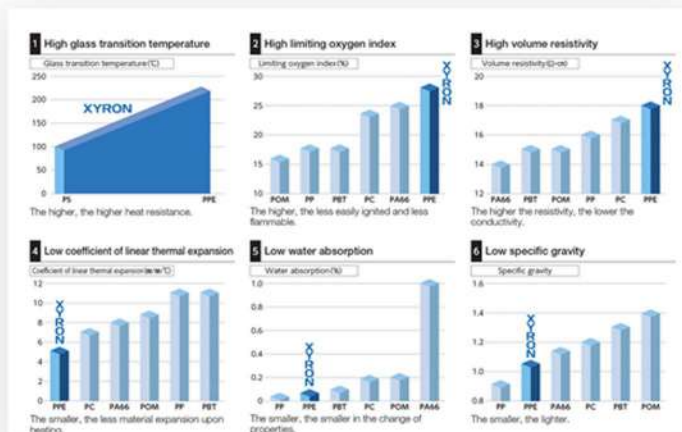 1 High glass transition temperature
Glass transition temperature(℃)
250
200
150
100
50
0
XYRON
PS PPE
The higher, the higher heat resistance.
2 High limiting oxygen index
Limiting oxygen index(%)
30
25
20
15
10
XYRON
POM PP PBT PC PA66 PPE
The higher, the less easily ignited and less
flammable.
3 High volume resistivity
Volume resistivity(Ω·cm)
20
18
16
14
12
XYRON
PA66 PBT POM PP PC PPE
The higher the resistivity, the lower the
conductivity.
4 Low coefficient of linear thermal expansion
Coefficient of linear thermal expansion
12
10
8
6
4
2
0
XYRON
PPE PC PA66 POM PP PBT
The smaller, the less material expansion upon
heating.
5 Low water absorption
Water absorption(%)
1.0
0.8
0.6
0.4
0.2
0
XYRON
PP PPE PBT PC POM PA66
The smaller, the smaller in the change of
properties.
6 Low specific gravity
Specific gravity
1.6
1.4
1.2
1.0
0.8
XYRON
PP PPE PA66 PC PBT POM
The smaller, the lighter.